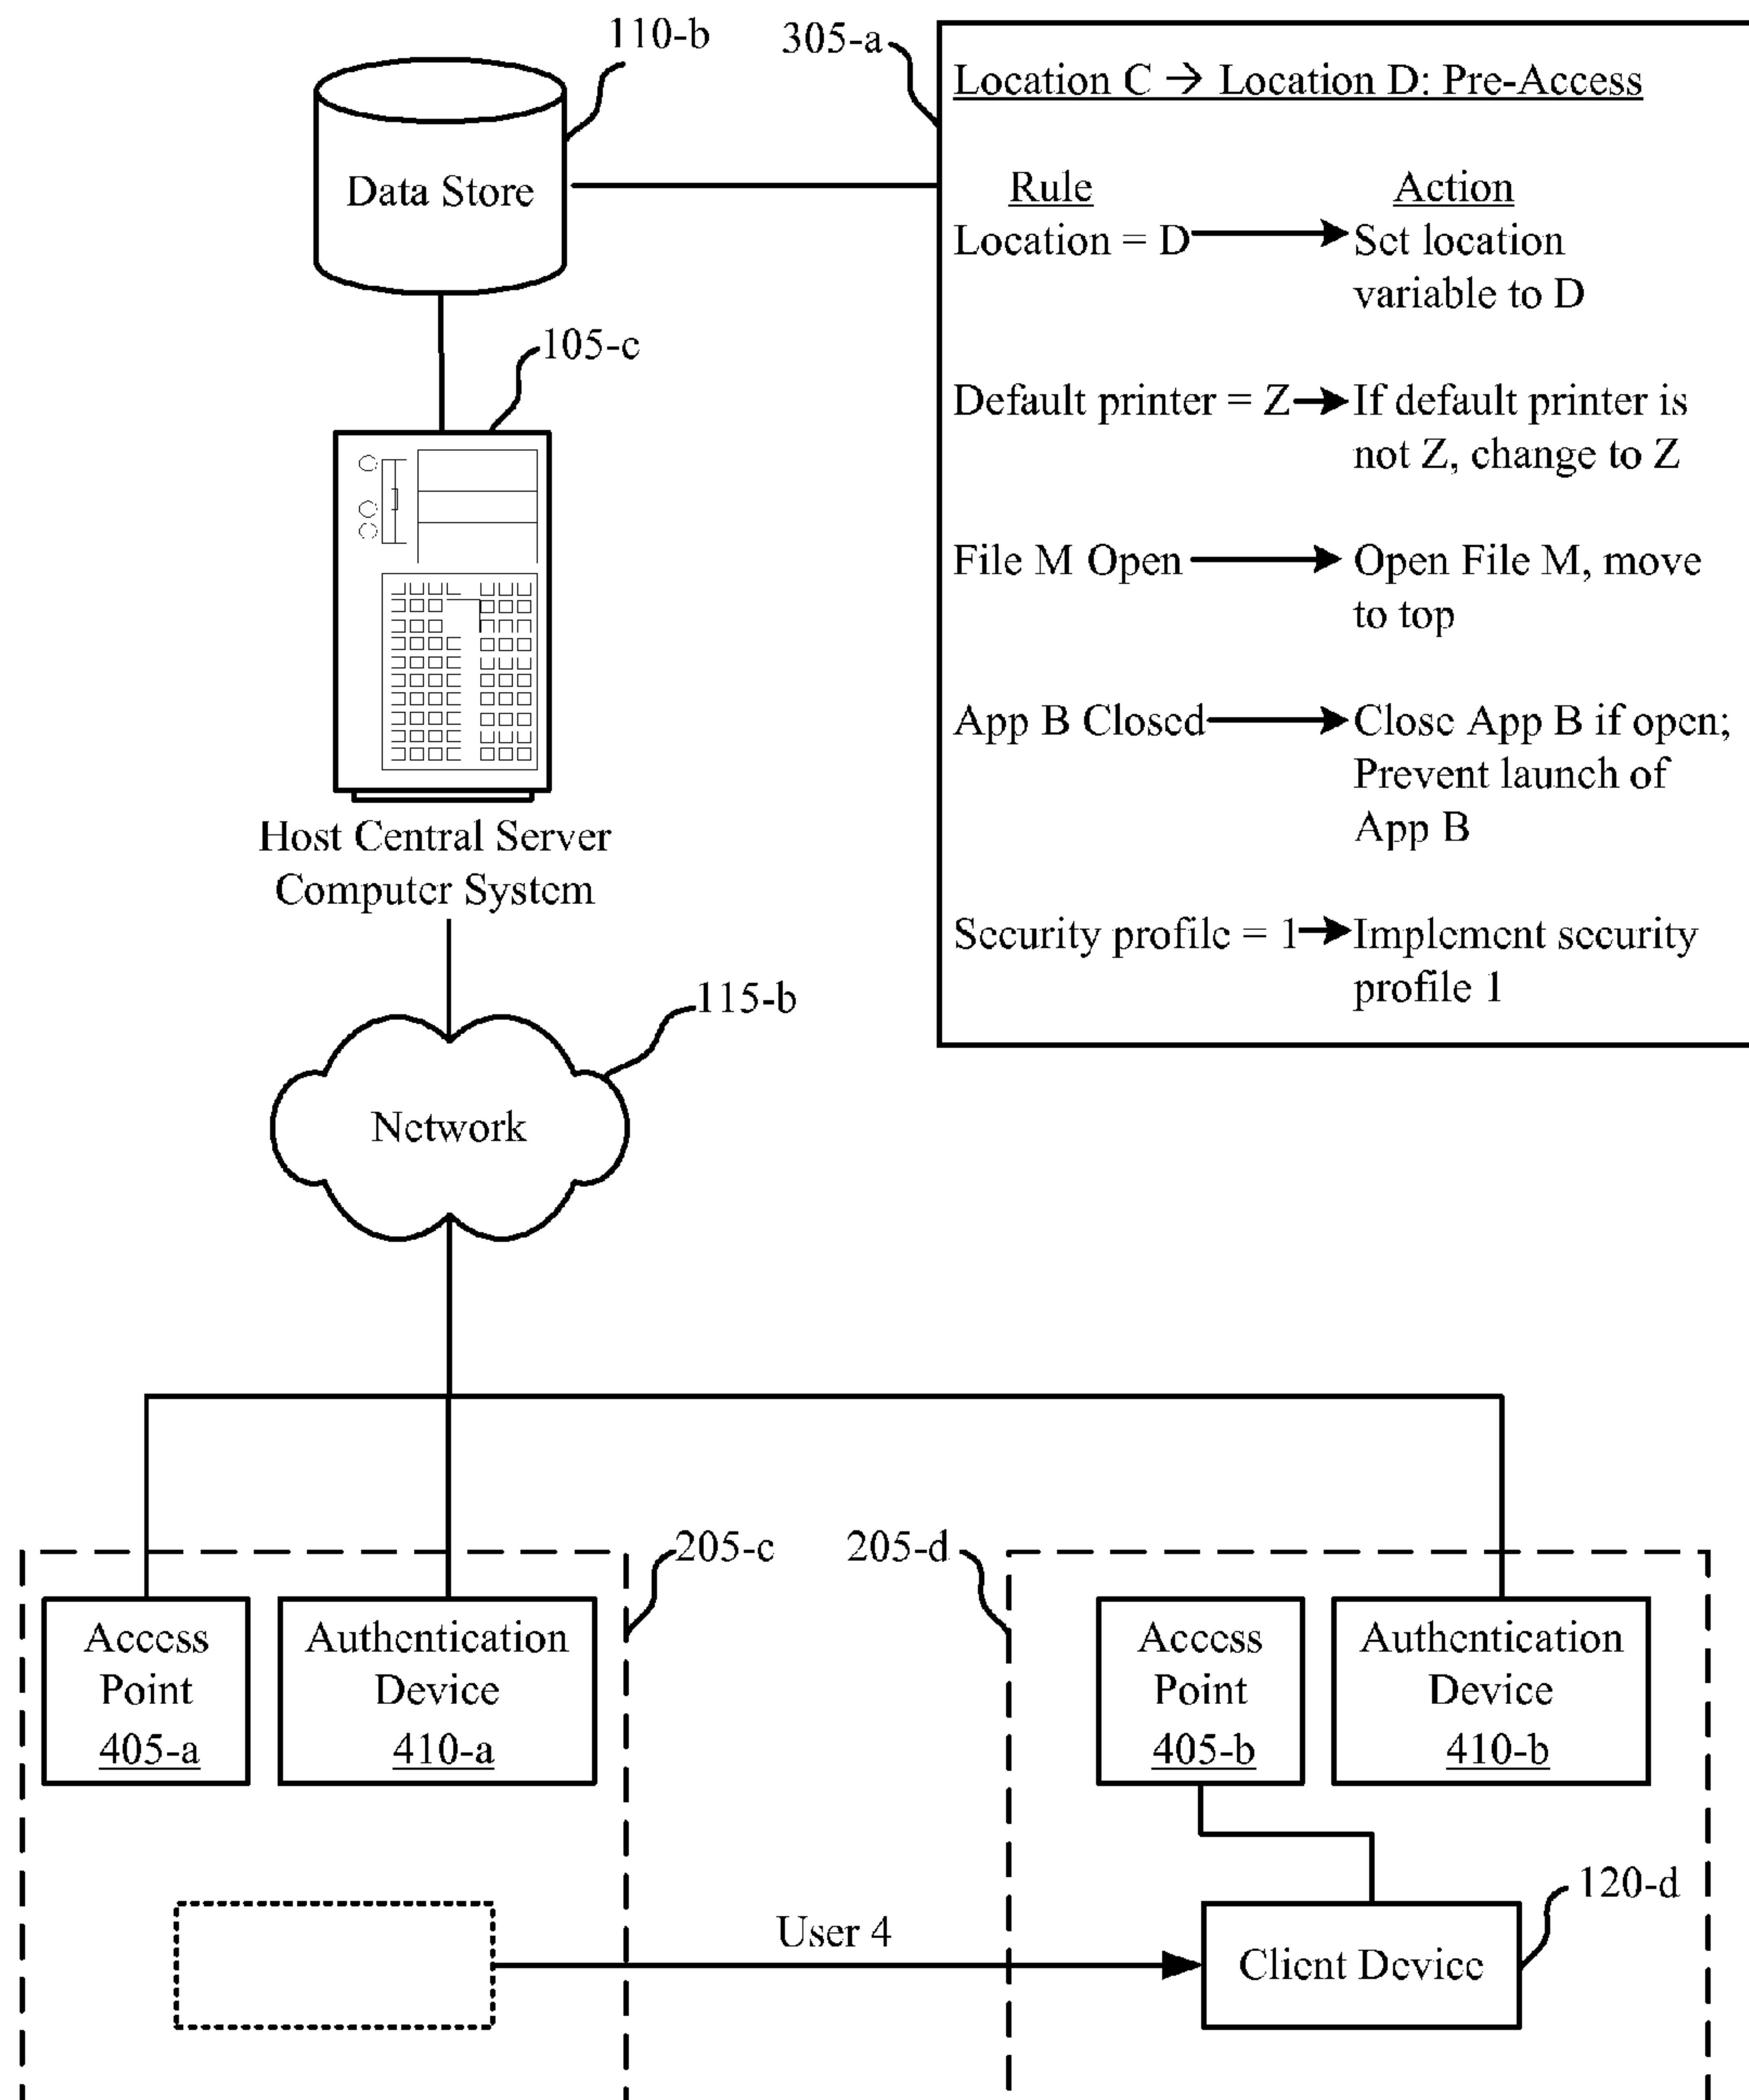 110-b
305-a
Data Store
Location C → Location D: Pre-Access
Rule
Action
Location = D
Set location
variable to D
Default printer = Z
If default printer is
not Z, change to Z
File M Open
Open File M, move
to top
App B Closed
Close App B if open;
Prevent launch of
App B
Security profile = 1
Implement security
profile 1
105-c
Host Central Server
Computer System
115-b
Network
205-c
205-d
Access
Point
405-a
Authentication
Device
410-a
Access
Point
405-b
Authentication
Device
410-b
User 4
120-d
Client Device